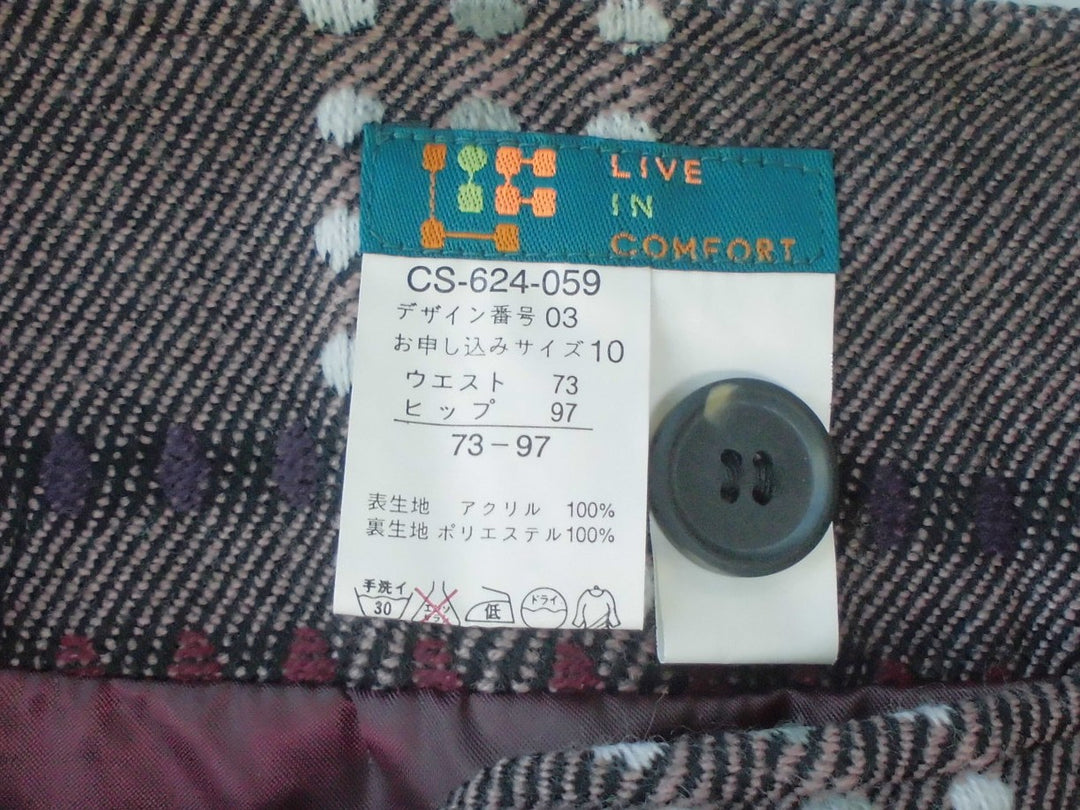 LIVE
IN
COMFORT
CS-624-059
デザイン番号 03
お申し込みサイズ 10
ウエスト 73
ヒップ 97
73-97
表生地 アクリル 100%
裏生地 ポリエステル 100%
手洗イ
30
低
ドライ